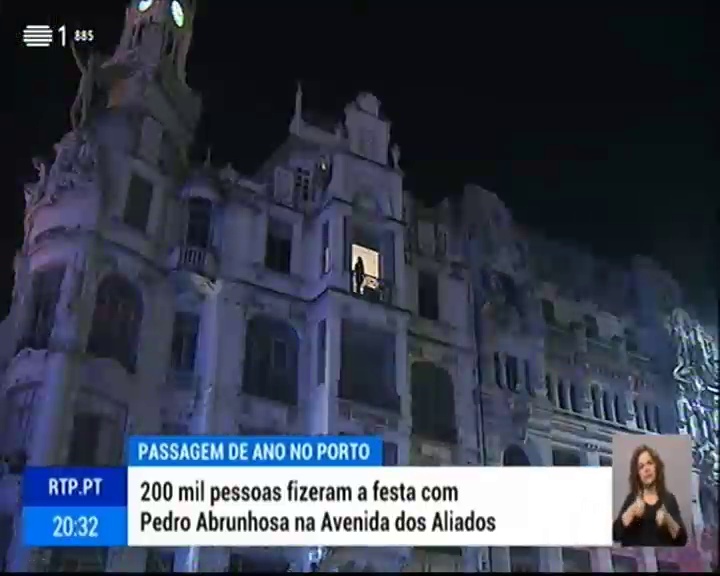 1 885
PASSAGEM DE ANO NO PORTO
RTP.PT
200 mil pessoas fizeram a festa com
20:32
Pedro Abrunhosa na Avenida dos Aliados